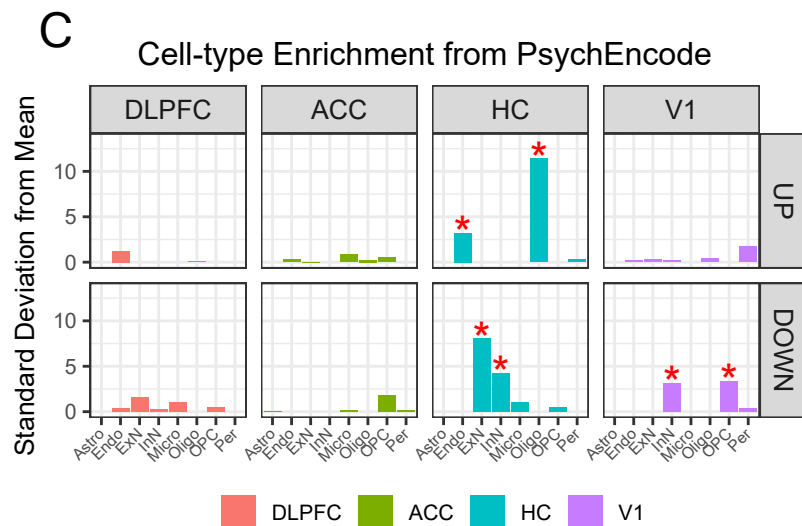 C
Cell-type Enrichment from PsychEncode
DLPFC ACC HC V1
Standard Deviation from Mean
10
5
0
UP
* *
10
5
0
DOWN
* * * *
Astro Endo ExN InN Micro Oligo OPC Per Astro Endo ExN InN Micro Oligo OPC Per Astro Endo ExN InN Micro Oligo OPC Per Astro Endo ExN InN Micro Oligo OPC Per
DLPFC ACC HC V1